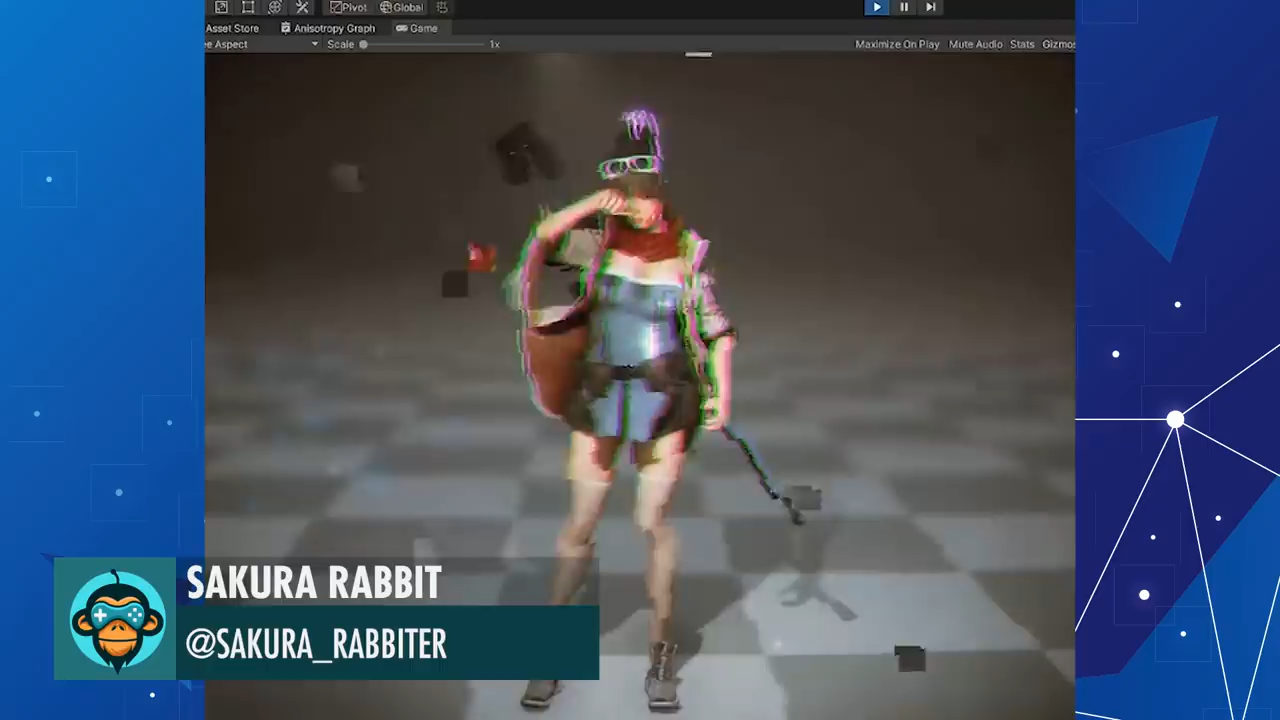 Pivot Global
Asset Store Anisotropy Graph Game
ee Aspect Scale 1x Maximize On Play Mute Audio Stats Gizmos
SAKURA RABBIT
@SAKURA_RABBITER